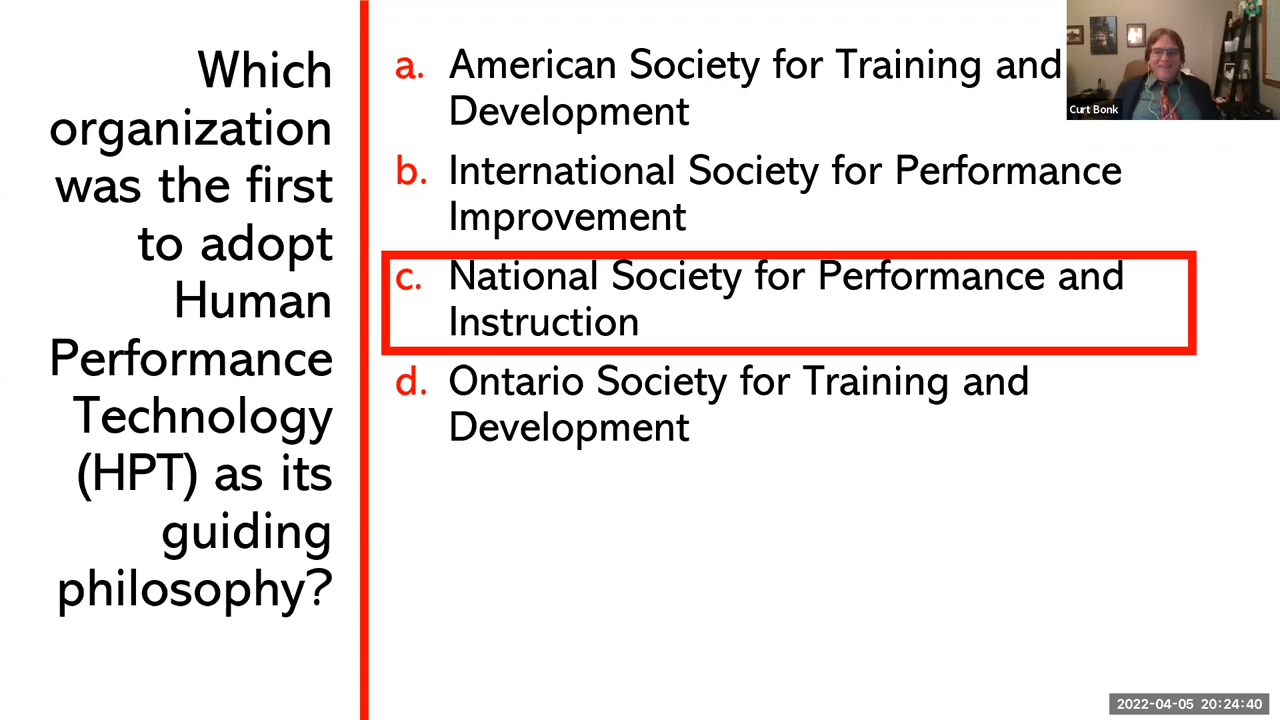 Which
organization
was the first
to adopt
Human
Performance
Technology
(HPT) as its
guiding
philosophy?
a. American Society for Training and
Development
b. International Society for Performance
Improvement
c. National Society for Performance and
Instruction
d. Ontario Society for Training and
Development
Curt Bonk
2022-04-05 20:24:40